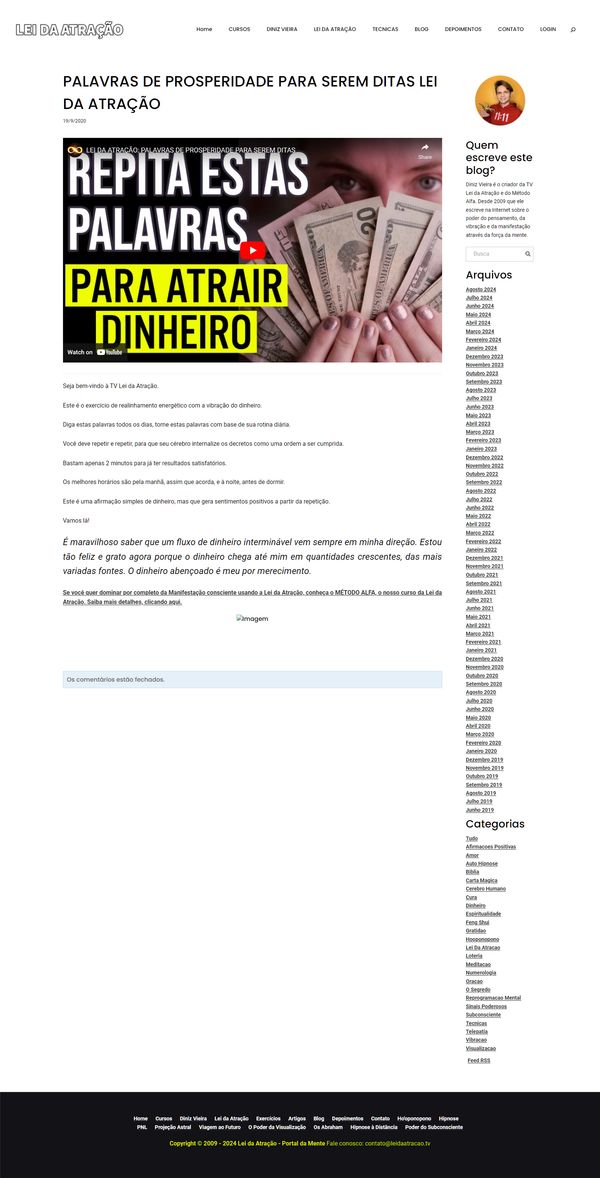 LEI DA ATRAÇÃO
Home CURSOS DINIZ VIEIRA LEI DA ATRAÇÃO TECNICAS BLOG DEPOIMENTOS CONTATO LOGIN
PALAVRAS DE PROSPERIDADE PARA SEREM DITAS LEI
DA ATRAÇÃO
19/9/2020
LEI DA ATRAÇÃO: PALAVRAS DE PROSPERIDADE PARA SEREM DITAS
Share
REPITA ESTAS
PALAVRAS
PARA ATRAIR
DINHEIRO
Watch on YouTube
Seja bem-vindo à TV Lei da Atração.
Este é o exercício de realinhamento energético com a vibração do dinheiro.
Diga estas palavras todos os dias, torne estas palavras com base de sua rotina diária.
Você deve repetir e repetir, para que seu cérebro internalize os decretos como uma ordem a ser cumprida.
Bastam apenas 2 minutos para já ter resultados satisfatórios.
Os melhores horários são pela manhã, assim que acorda, e à noite, antes de dormir.
Este é uma afirmação simples de dinheiro, mas que gera sentimentos positivos a partir da repetição.
Vamos lá!
É maravilhoso saber que um fluxo de dinheiro interminável vem sempre em minha direção. Estou
tão feliz e grato agora porque o dinheiro chega até mim em quantidades crescentes, das mais
variadas fontes. O dinheiro abençoado é meu por merecimento.
Se você quer dominar por completo da Manifestação consciente usando a Lei da Atração, conheça o MÉTODO ALFA, o nosso curso da Lei da
Atração. Saiba mais detalhes, clicando aqui.
Imagem
Os comentários estão fechados.
11:11
Quem
escreve este
blog?
Diniz Vieira é o criador da TV
Lei da Atração e do Método
Alfa. Desde 2009 que ele
escreve na Internet sobre o
poder do pensamento, da
vibração e da manifestação
através da força da mente.
Busca
Arquivos
Agosto 2024
Julho 2024
Junho 2024
Maio 2024
Abril 2024
Março 2024
Fevereiro 2024
Janeiro 2024
Dezembro 2023
Novembro 2023
Outubro 2023
Setembro 2023
Agosto 2023
Julho 2023
Junho 2023
Maio 2023
Abril 2023
Março 2023
Fevereiro 2023
Janeiro 2023
Dezembro 2022
Novembro 2022
Outubro 2022
Setembro 2022
Agosto 2022
Julho 2022
Junho 2022
Maio 2022
Abril 2022
Março 2022
Fevereiro 2022
Janeiro 2022
Dezembro 2021
Novembro 2021
Outubro 2021
Setembro 2021
Agosto 2021
Julho 2021
Junho 2021
Maio 2021
Abril 2021
Março 2021
Fevereiro 2021
Janeiro 2021
Dezembro 2020
Novembro 2020
Outubro 2020
Setembro 2020
Agosto 2020
Julho 2020
Junho 2020
Maio 2020
Abril 2020
Março 2020
Fevereiro 2020
Janeiro 2020
Dezembro 2019
Novembro 2019
Outubro 2019
Setembro 2019
Agosto 2019
Julho 2019
Junho 2019
Categorias
Tudo
Afirmacoes Positivas
Amor
Auto Hipnose
Biblia
Carta Magica
Cerebro Humano
Cura
Dinheiro
Espiritualidade
Feng Shui
Gratidao
Hooponopono
Lei Da Atracao
Loteria
Meditacao
Numerologia
Oracao
O Segredo
Reprogramacao Mental
Sinais Poderosos
Subconsciente
Tecnicas
Telepatia
Vibracao
Visualizacao
Feed RSS
Home Cursos Diniz Vieira Lei da Atração Exercícios Artigos Blog Depoimentos Contato Ho'oponopono Hipnose
PNL Projeção Astral Viagem ao Futuro O Poder da Visualização Os Abraham Hipnose à Distância Poder do Subconsciente
Copyright © 2009 - 2024 Lei da Atração - Portal da Mente Fale conosco: contato@leidaatracao.tv